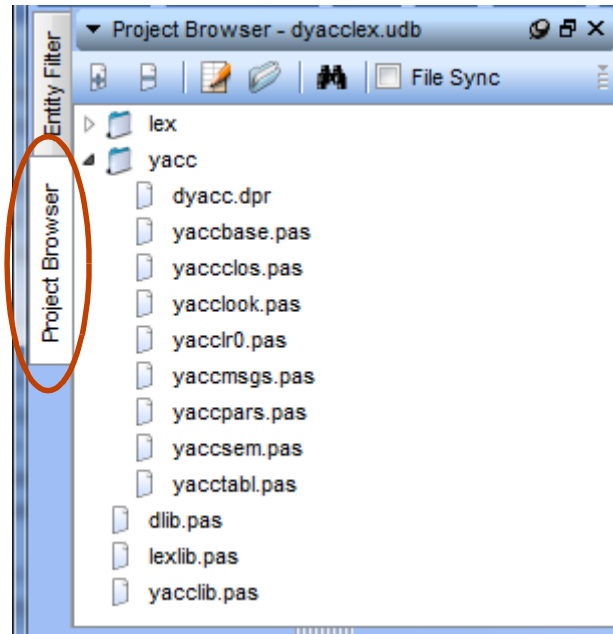 Project Browser - dyacclex.udb
Entity Filter
Project Browser
File Sync
lex
yacc
dyacc.dpr
yaccbase.pas
yaccclos.pas
yacclook.pas
yacclr0.pas
yaccmsgs.pas
yaccpars.pas
yaccsem.pas
yacctabl.pas
dlib.pas
lexlib.pas
yacclib.pas